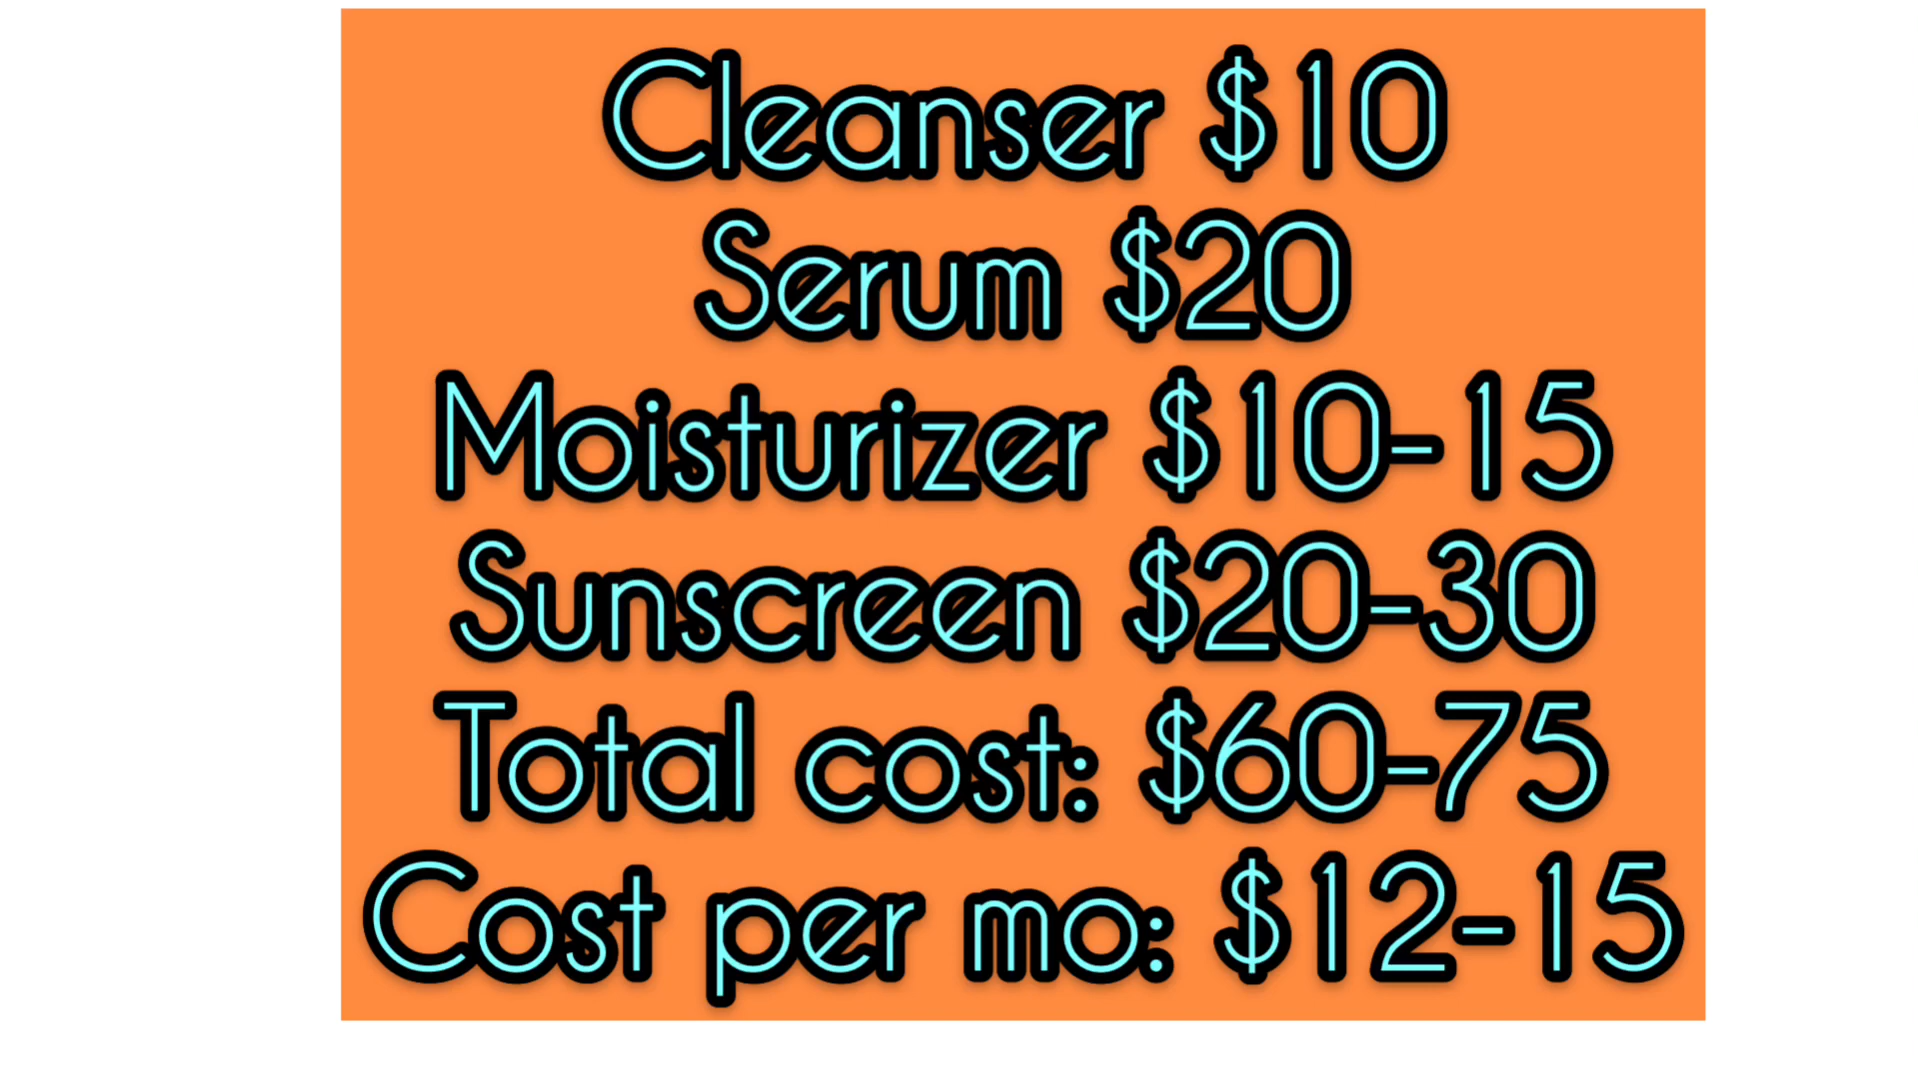 Cleanser $10
Serum $20
Moisturizer $10-15
Sunscreen $20-30
Total cost: $60-75
Cost per mo: $12-15